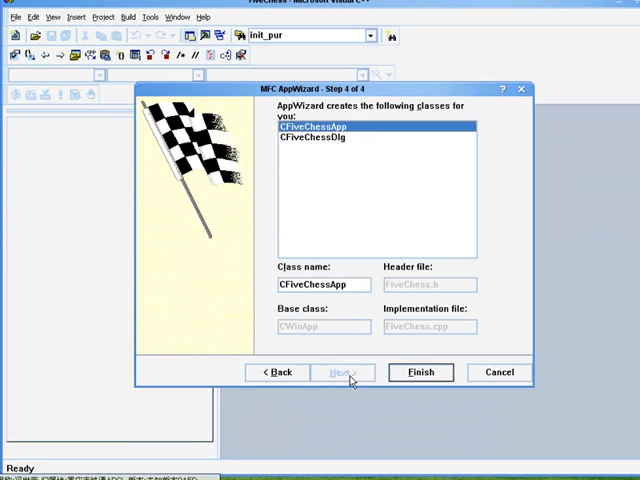 FiveChess - Microsoft Visual C++
File Edit View Insert Project Build Tools Window Help
init_pur
MFC AppWizard - Step 4 of 4
AppWizard creates the following classes for
you:
CFiveChessApp
CFiveChessDlg
Class name:
Header file:
CFiveChessApp
FiveChess.h
Base class:
Implementation file:
CWinApp
FiveChess.cpp
< Back
Next >
Finish
Cancel
Ready